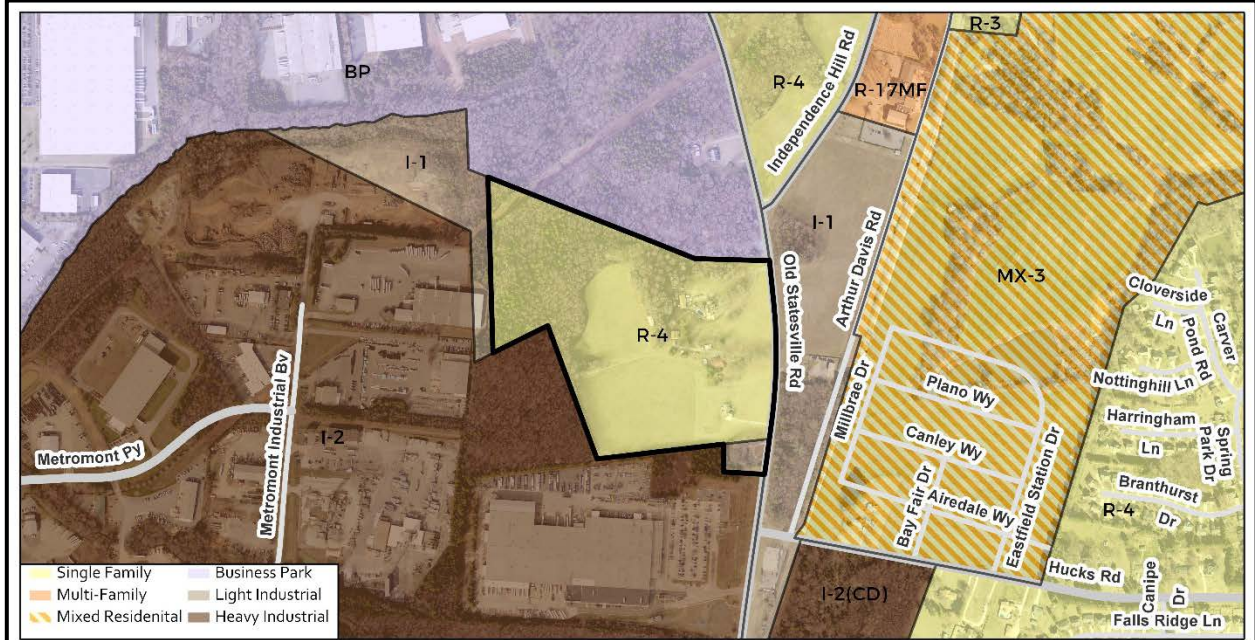 BP
R-4
Independence Hill Rd
R-17MF
R-3
I-1
I-1
Old Statesville Rd
Arthur Davis Rd
MX-3
R-4
Cloverside
Ln
Pond Rd
Carver
Nottinghill Ln
Harringham
Ln
Spring
Park Dr
Branthurst
Dr
R-4
Millbrae Dr
Plano Wy
Canley Wy
Bay Fair Dr
Airedale Wy
Eastfield Station Dr
Metromont Py
Metromont Industrial Bv
I-2
I-2(CD)
Hucks Rd
Canipe
Dr
Falls Ridge Ln
Single Family
Multi-Family
Mixed Residenital
Business Park
Light Industrial
Heavy Industrial